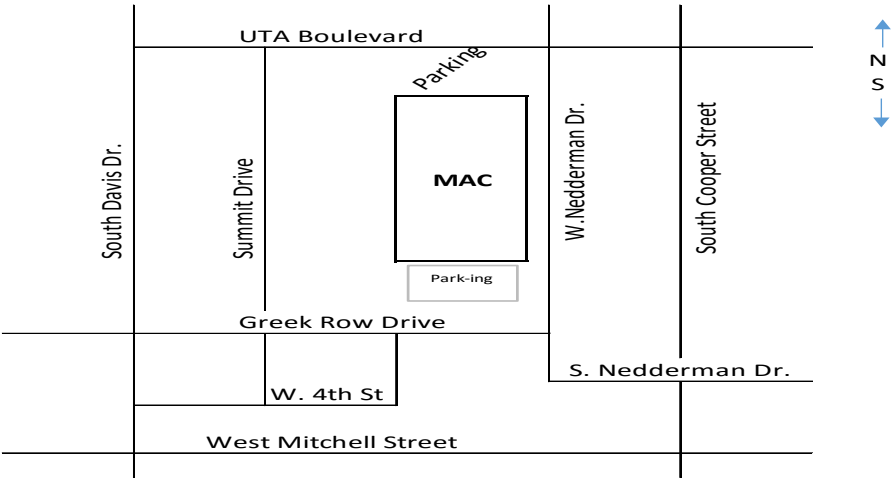 UTA Boulevard
Parking
N
S
South Davis Dr.
Summit Drive
MAC
W.Nedderman Dr.
South Cooper Street
Park-ing
Greek Row Drive
S. Nedderman Dr.
W. 4th St
West Mitchell Street